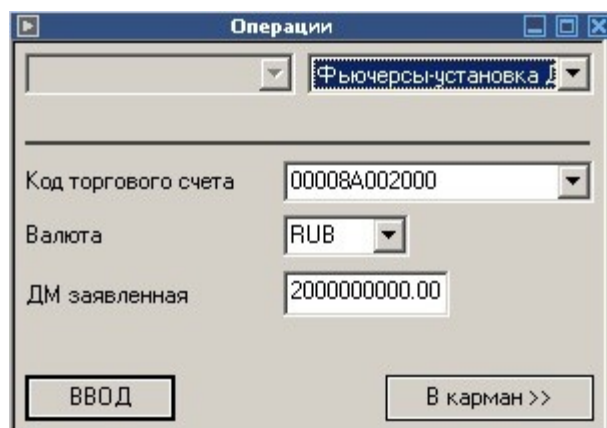 Операции
Фьючерсы-установка Д
Код торгового счета 00008A002000
Валюта RUB
ДМ заявленная 2000000000.00
ВВОД В карман >>